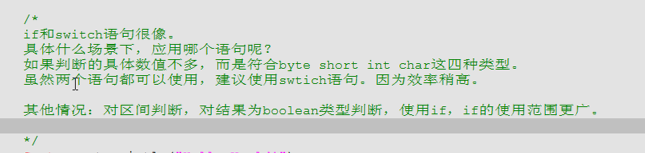 /*
if和switch语句很像。
具体什么场景下，应用哪个语句呢？
如果判断的具体数值不多，而是符合byte short int char这四种类型。
虽然两个语句都可以使用，建议使用swtich语句。因为效率稍高。
其他情况：对区间判断，对结果为boolean类型判断，使用if，if的使用范围更广。
*/